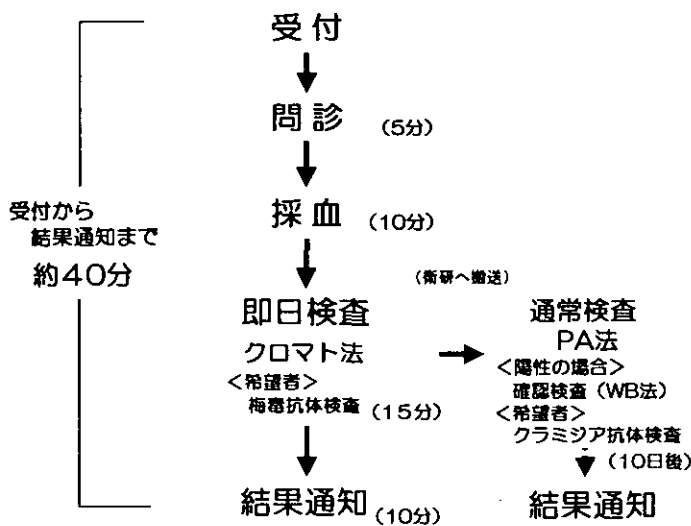 受付
問診 (5分)
採血 (10分)
受付から
結果通知まで
約40分
(衛研へ搬送)
即日検査
クロマト法
<希望者>
梅毒抗体検査 (15分)
結果通知 (10分)
通常検査
PA法
<陽性の場合>
確認検査 (WB法)
<希望者>
クラミジア抗体検査
(10日後)
結果通知